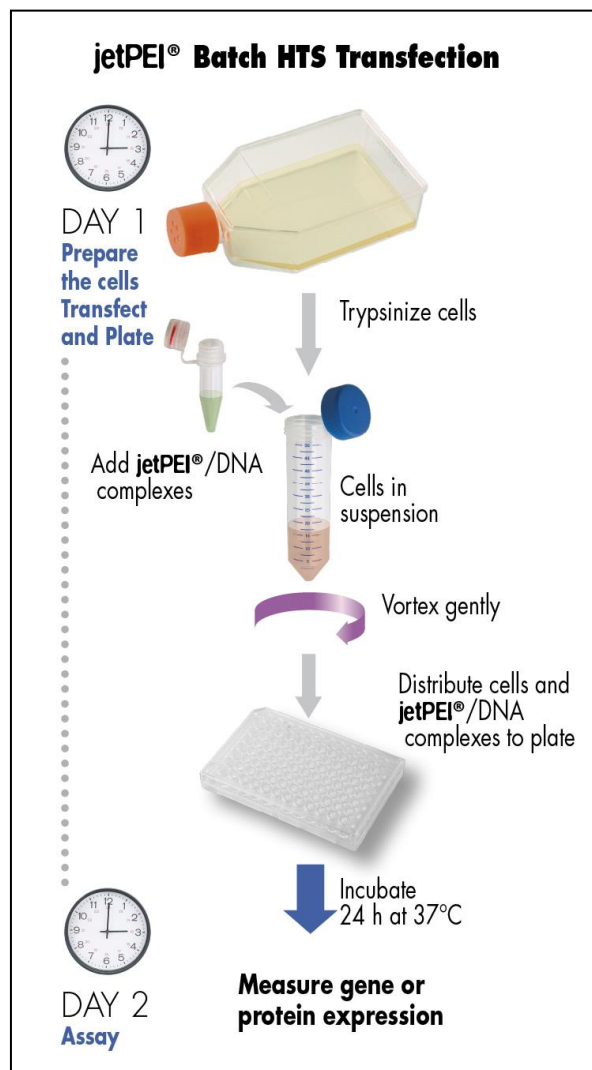 jetPEI® Batch HTS Transfection
DAY 1
Prepare
the cells
Transfect
and Plate
Trypsinize cells
Add jetPEI®/DNA
complexes
Cells in
suspension
Vortex gently
Distribute cells and
jetPEI®/DNA
complexes to plate
Incubate
24 h at 37°C
DAY 2
Assay
Measure gene or
protein expression